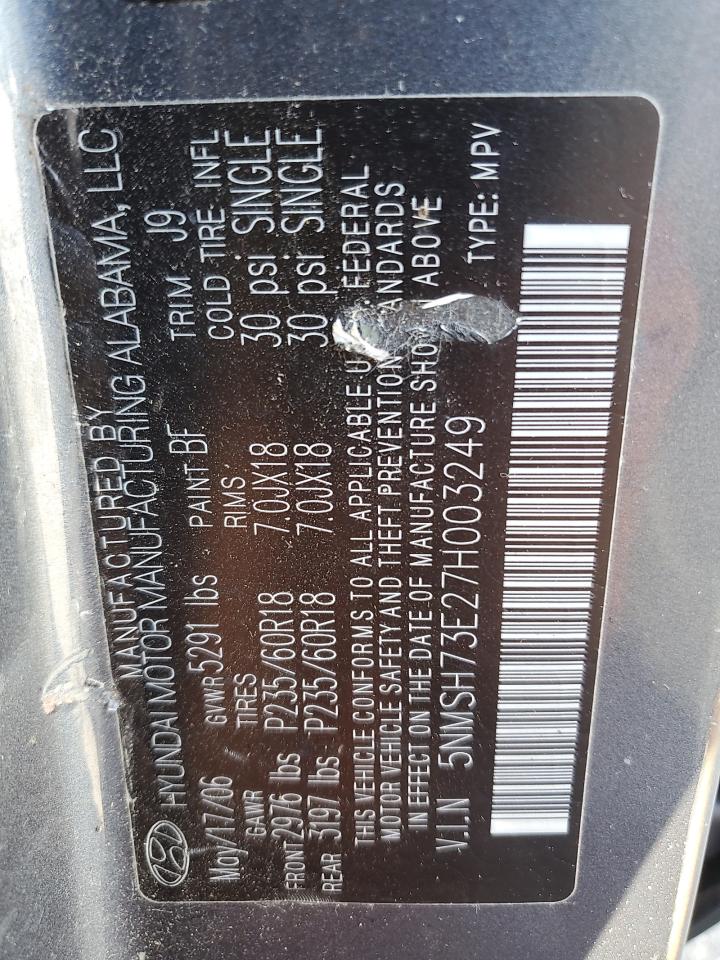 MANUFACTURED BY
HYUNDAI MOTOR MANUFACTURING ALABAMA, LLC
May/17/06 GVWR 5291 lbs PAINT BF TRIM J9
GAWR TIRES RIMS COLD TIRE INFL
FRONT 2976 lbs P235/60R18 7.0JX18 30 psi SINGLE
REAR 3197 lbs P235/60R18 7.0JX18 30 psi SINGLE
THIS VEHICLE CONFORMS TO ALL APPLICABLE FEDERAL
MOTOR VEHICLE SAFETY AND THEFT PREVENTION
IN EFFECT ON THE DATE OF MANUFACTURE ABOVE
V.I.N 5NMSH73E27H003249 TYPE: MPV